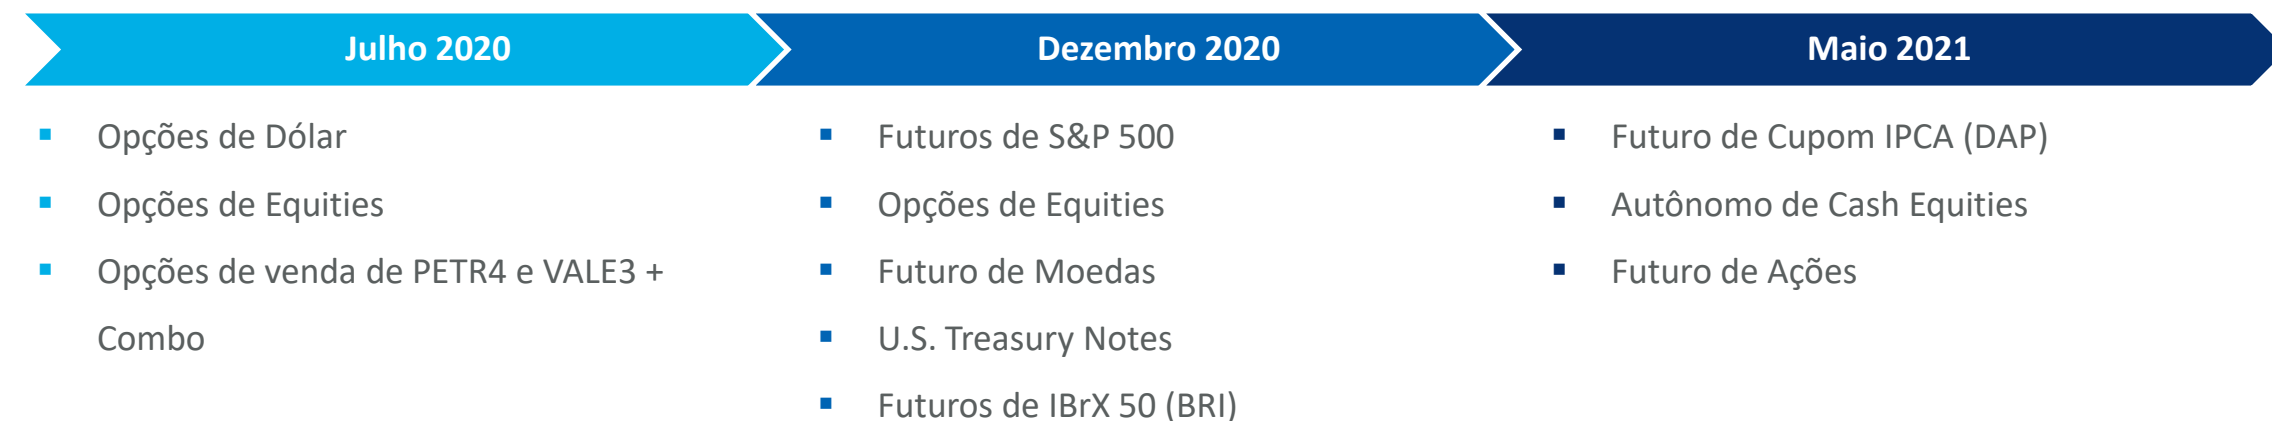 Julho 2020
Opções de Dólar
Opções de Equities
Opções de venda de PETR4 e VALE3 +
Combo
Dezembro 2020
Futuros de S&P 500
Opções de Equities
Futuro de Moedas
U.S. Treasury Notes
Futuros de IBrX 50 (BRI)
Maio 2021
Futuro de Cupom IPCA (DAP)
Autônomo de Cash Equities
Futuro de Ações